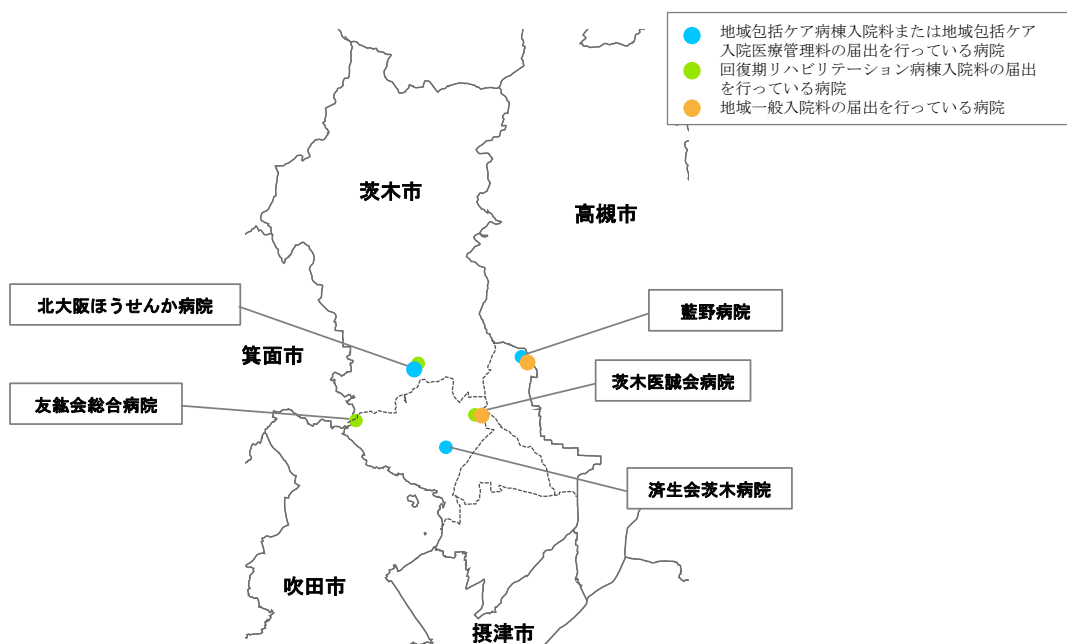 地域包括ケア病棟入院料または地域包括ケア
入院医療管理料の届出を行っている病院
回復期リハビリテーション病棟入院料の届出
を行っている病院
地域一般入院料の届出を行っている病院
茨木市
高槻市
北大阪ほうせんか病院
藍野病院
箕面市
茨木医誠会病院
友紘会総合病院
済生会茨木病院
吹田市
摂津市